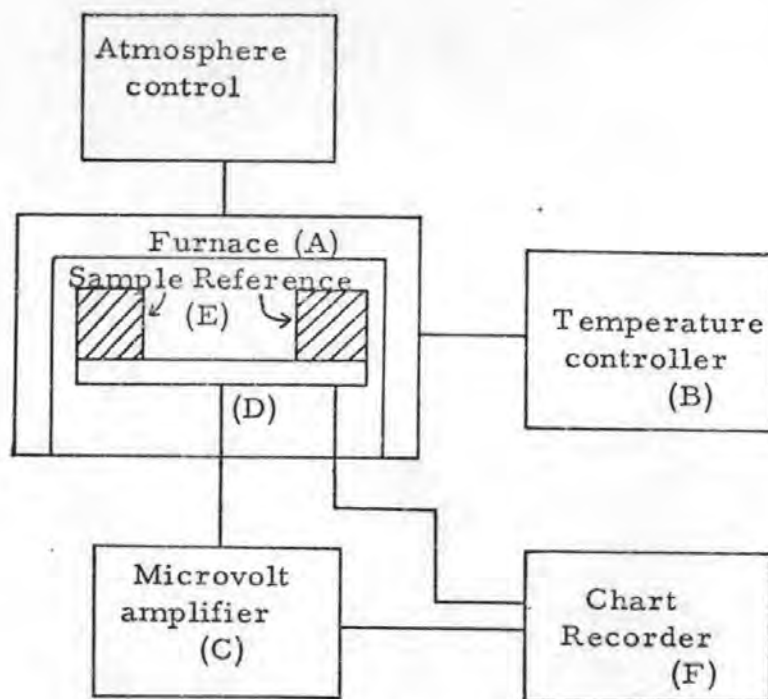 Atmosphere
control
Furnace (A)
Sample Reference
(E)
Temperature
controller
(B)
(D)
Microvolt
amplifier
(C)
Chart
Recorder
(F)